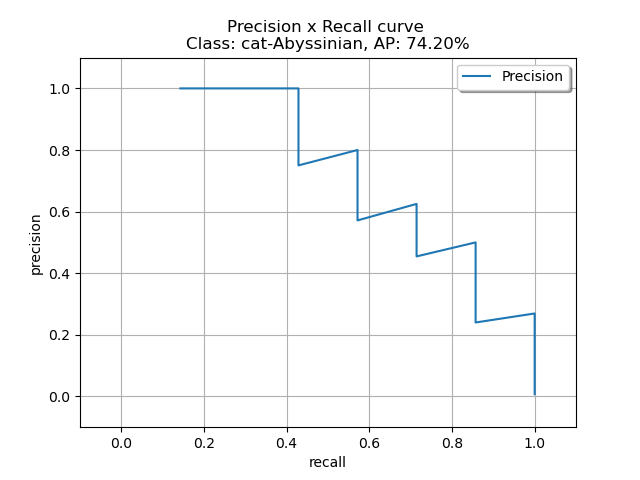 Precision x Recall curve
Class: cat-Abyssinian, AP: 74.20%
Precision
1.0
0.8
0.6
0.4
0.2
0.0
precision
0.0 0.2 0.4 0.6 0.8 1.0
recall